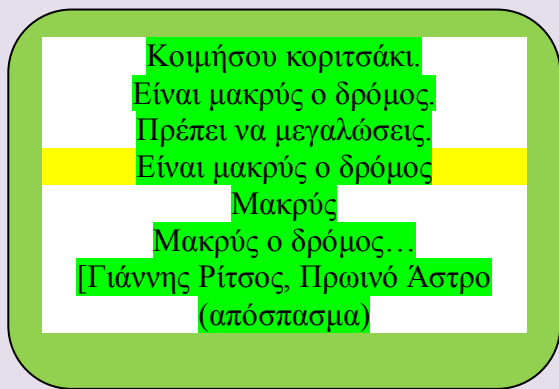 Κοιμήσου κοριτσάκι.
Είναι μακρύς ο δρόμος.
Πρέπει να μεγαλώσεις.
Είναι μακρύς ο δρόμος
Μακρύς
Μακρύς ο δρόμος…
[Γιάννης Ρίτσος, Πρωινό Άστρο
(απόσπασμα)